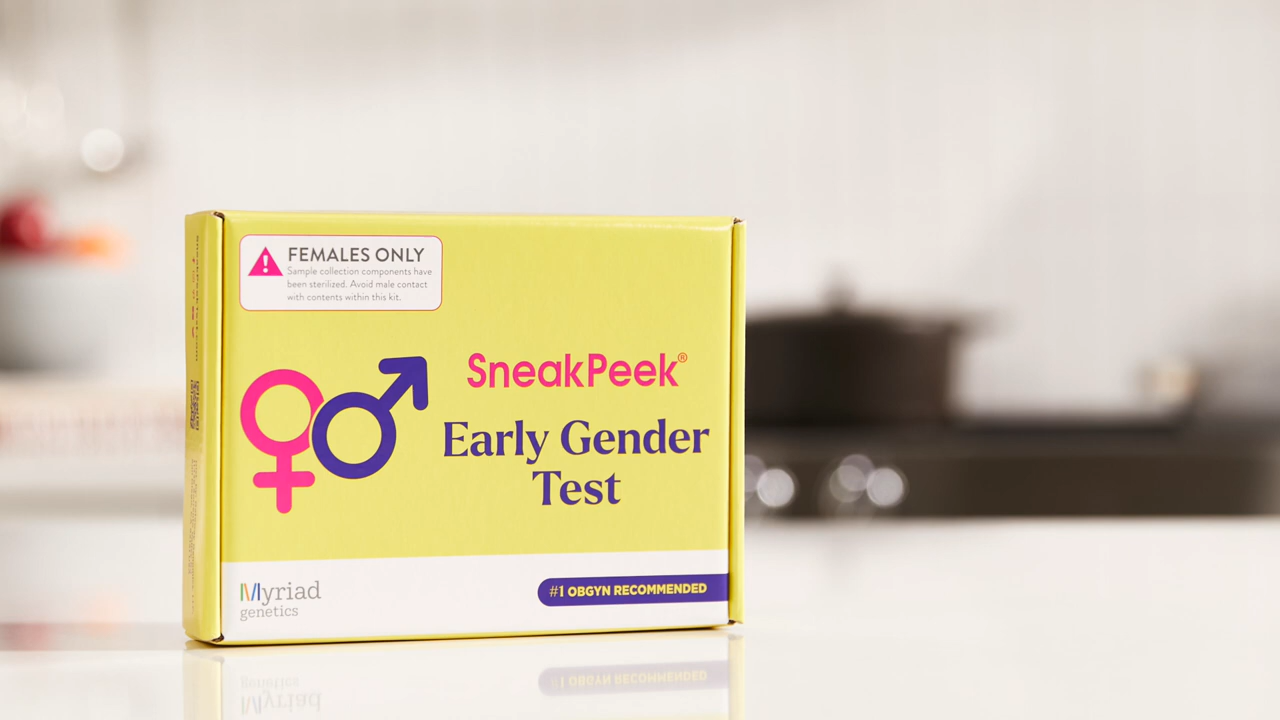 FEMALES ONLY
Sample collection components have
been sterilized. Avoid male contact
with contents within this kit.
SneakPeek®
Early Gender
Test
Myriad
genetics
#1 OBGYN RECOMMENDED